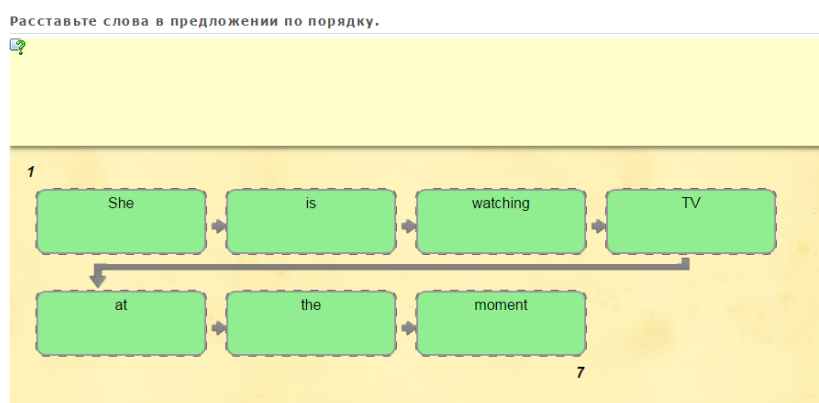 Расставьте слова в предложении по порядку.
1
She is watching TV
at the moment
7